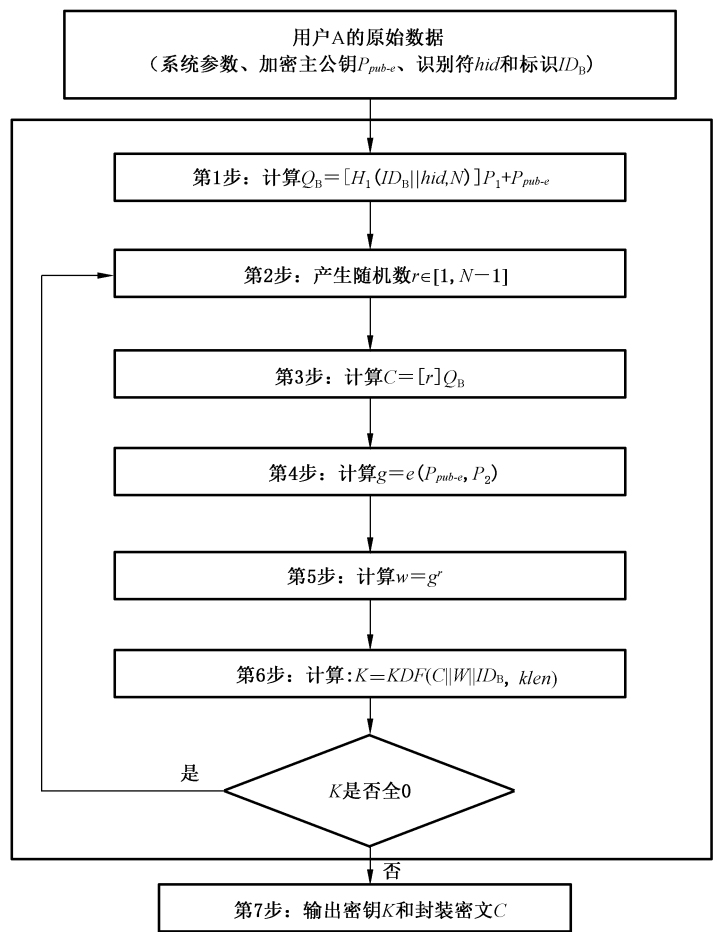 用户A的原始数据
（系统参数、加密主公钥Ppub-e、识别符hid和标识IDB）
第1步：计算QB=[H1(IDB||hid,N)]P1+Ppub-e
第2步：产生随机数r∈[1,N-1]
第3步：计算C=[r]QB
第4步：计算g=e(Ppub-e,P2)
第5步：计算w=gr
第6步：计算:K=KDF(C||W||IDB, klen)
是
K是否全0
否
第7步：输出密钥K和封装密文C